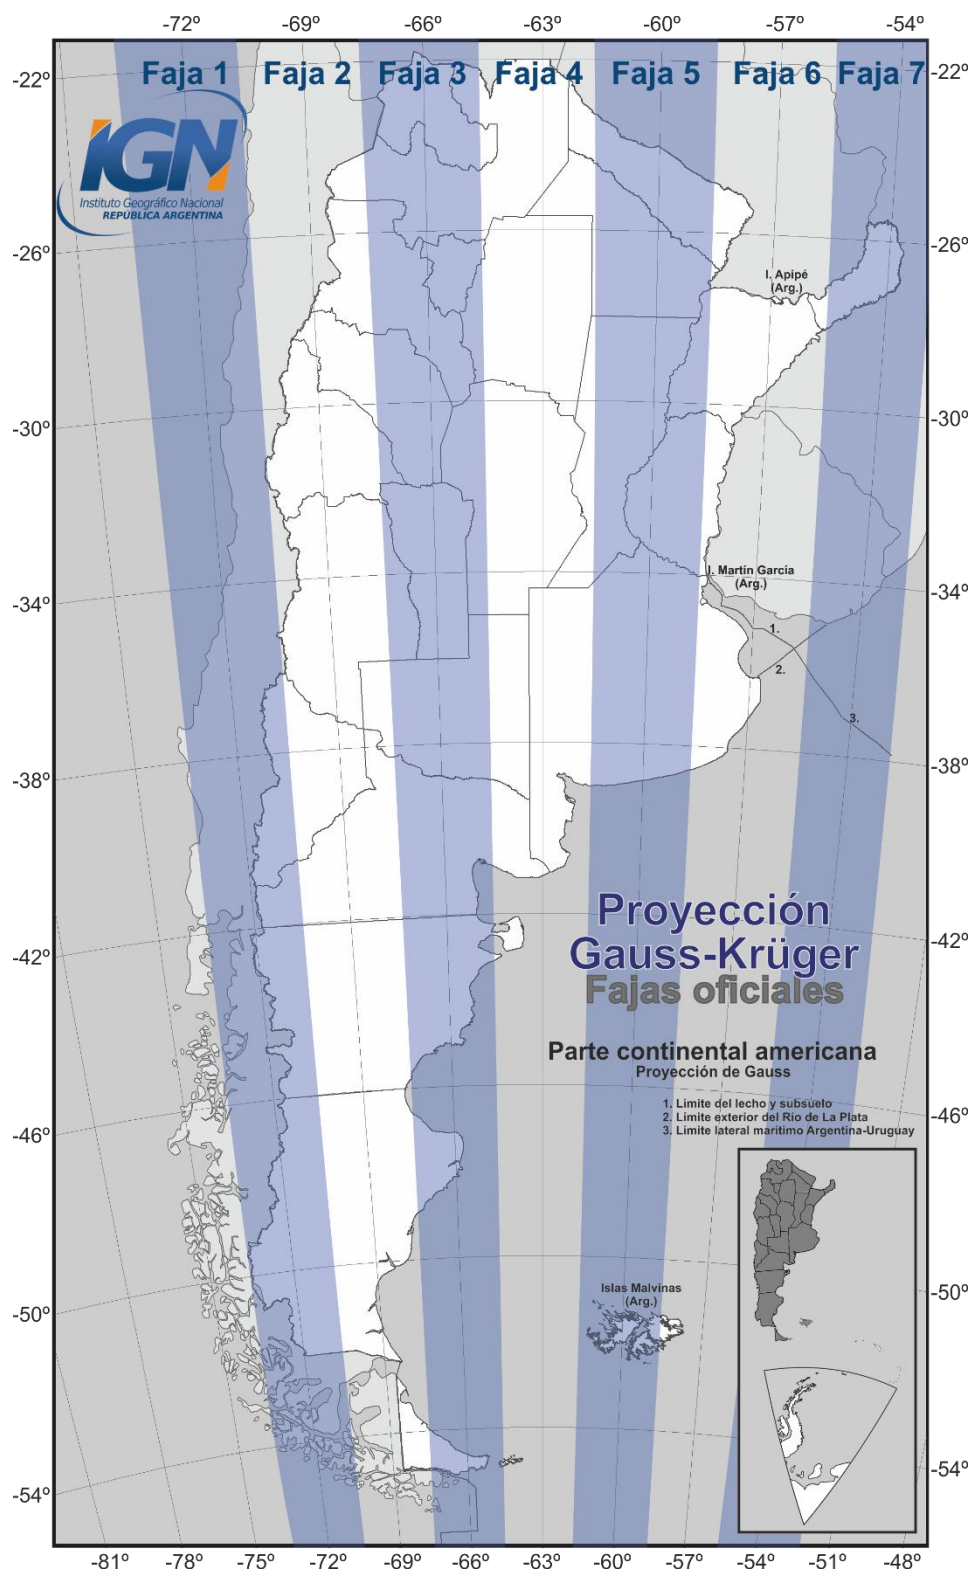 -72º -69º -66º -63º -60º -57º -54º
Faja 1 Faja 2 Faja 3 Faja 4 Faja 5 Faja 6 Faja 7
-22º -22º
IGN
Instituto Geográfico Nacional
REPÚBLICA ARGENTINA
-26º -26º
I. Apipé
(Arg.)
-30º -30º
I. Martín García
(Arg.)
-34º -34º
1.
2.
3.
-38º -38º
Proyección
Gauss-Krüger
Fajas oficiales
-42º -42º
Parte continental americana
Proyección de Gauss
1. Limite del lecho y subsuelo
2. Limite exterior del Río de La Plata
3. Limite lateral marítimo Argentina-Uruguay
-46º -46º
Islas Malvinas
(Arg.)
-50º -50º
-54º -54º
-81º -78º -75º -72º -69º -66º -63º -60º -57º -54º -51º -48º